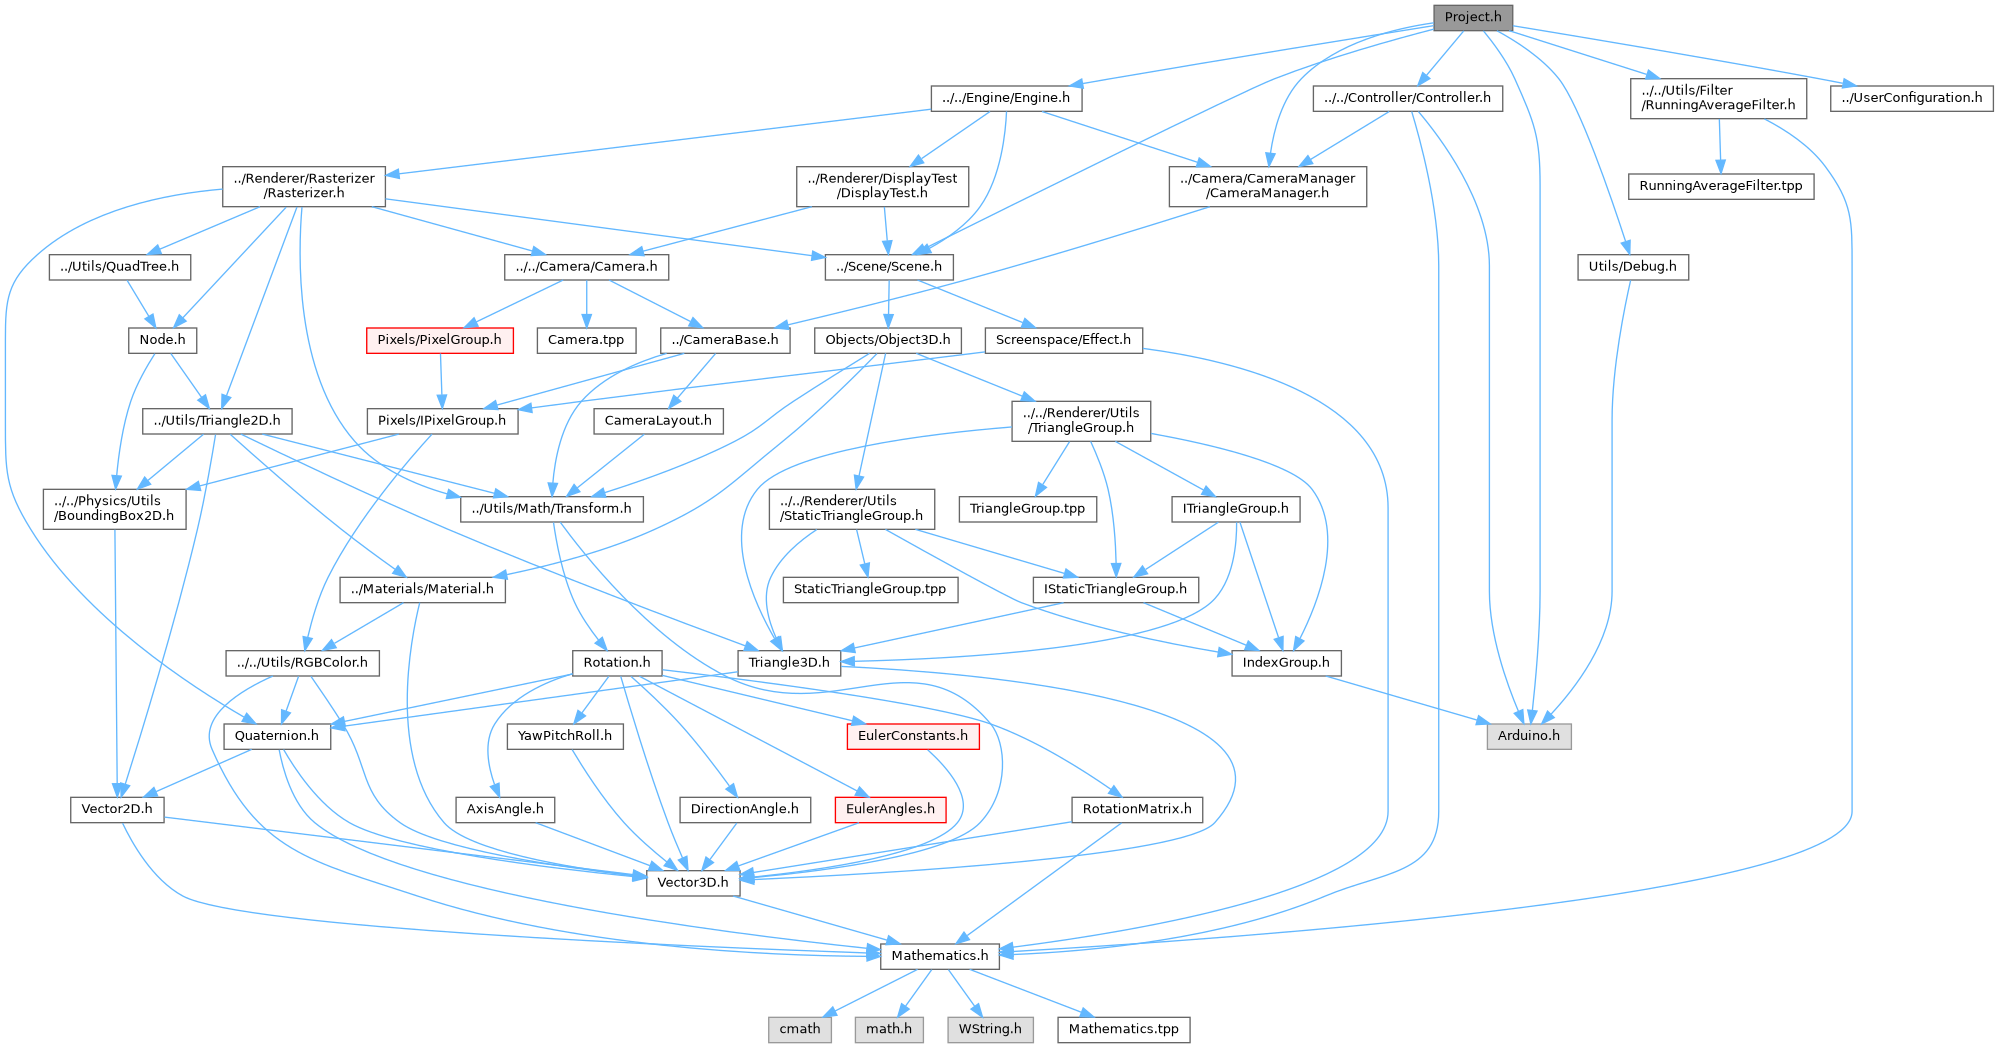 Project.h
../../Engine/Engine.h
../../Controller/Controller.h
../../Utils/Filter
/RunningAverageFilter.h
../UserConfiguration.h
../Renderer/Rasterizer
/Rasterizer.h
../Renderer/DisplayTest
/DisplayTest.h
../Camera/CameraManager
/CameraManager.h
RunningAverageFilter.tpp
../Utils/QuadTree.h
../../Camera/Camera.h
../Scene/Scene.h
Utils/Debug.h
Node.h
Pixels/PixelGroup.h
Camera.tpp
../CameraBase.h
Objects/Object3D.h
Screenspace/Effect.h
../Utils/Triangle2D.h
Pixels/IPixelGroup.h
CameraLayout.h
../../Renderer/Utils
/TriangleGroup.h
../../Physics/Utils
/BoundingBox2D.h
../Utils/Math/Transform.h
../../Renderer/Utils
/StaticTriangleGroup.h
TriangleGroup.tpp
ITriangleGroup.h
../Materials/Material.h
StaticTriangleGroup.tpp
IStaticTriangleGroup.h
../../Utils/RGBColor.h
Rotation.h
Triangle3D.h
IndexGroup.h
Quaternion.h
YawPitchRoll.h
EulerConstants.h
Arduino.h
Vector2D.h
AxisAngle.h
DirectionAngle.h
EulerAngles.h
RotationMatrix.h
Vector3D.h
Mathematics.h
cmath
math.h
WString.h
Mathematics.tpp